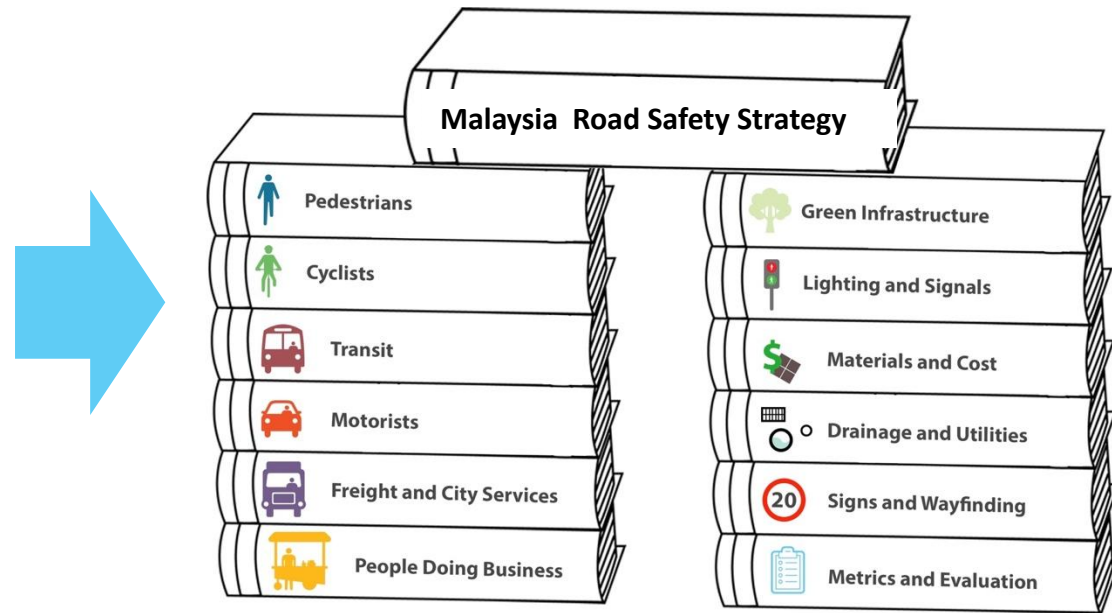 Malaysia Road Safety Strategy
Pedestrians
Cyclists
Transit
Motorists
Freight and City Services
People Doing Business
Green Infrastructure
Lighting and Signals
$
Materials and Cost
Drainage and Utilities
20
Signs and Wayfinding
Metrics and Evaluation